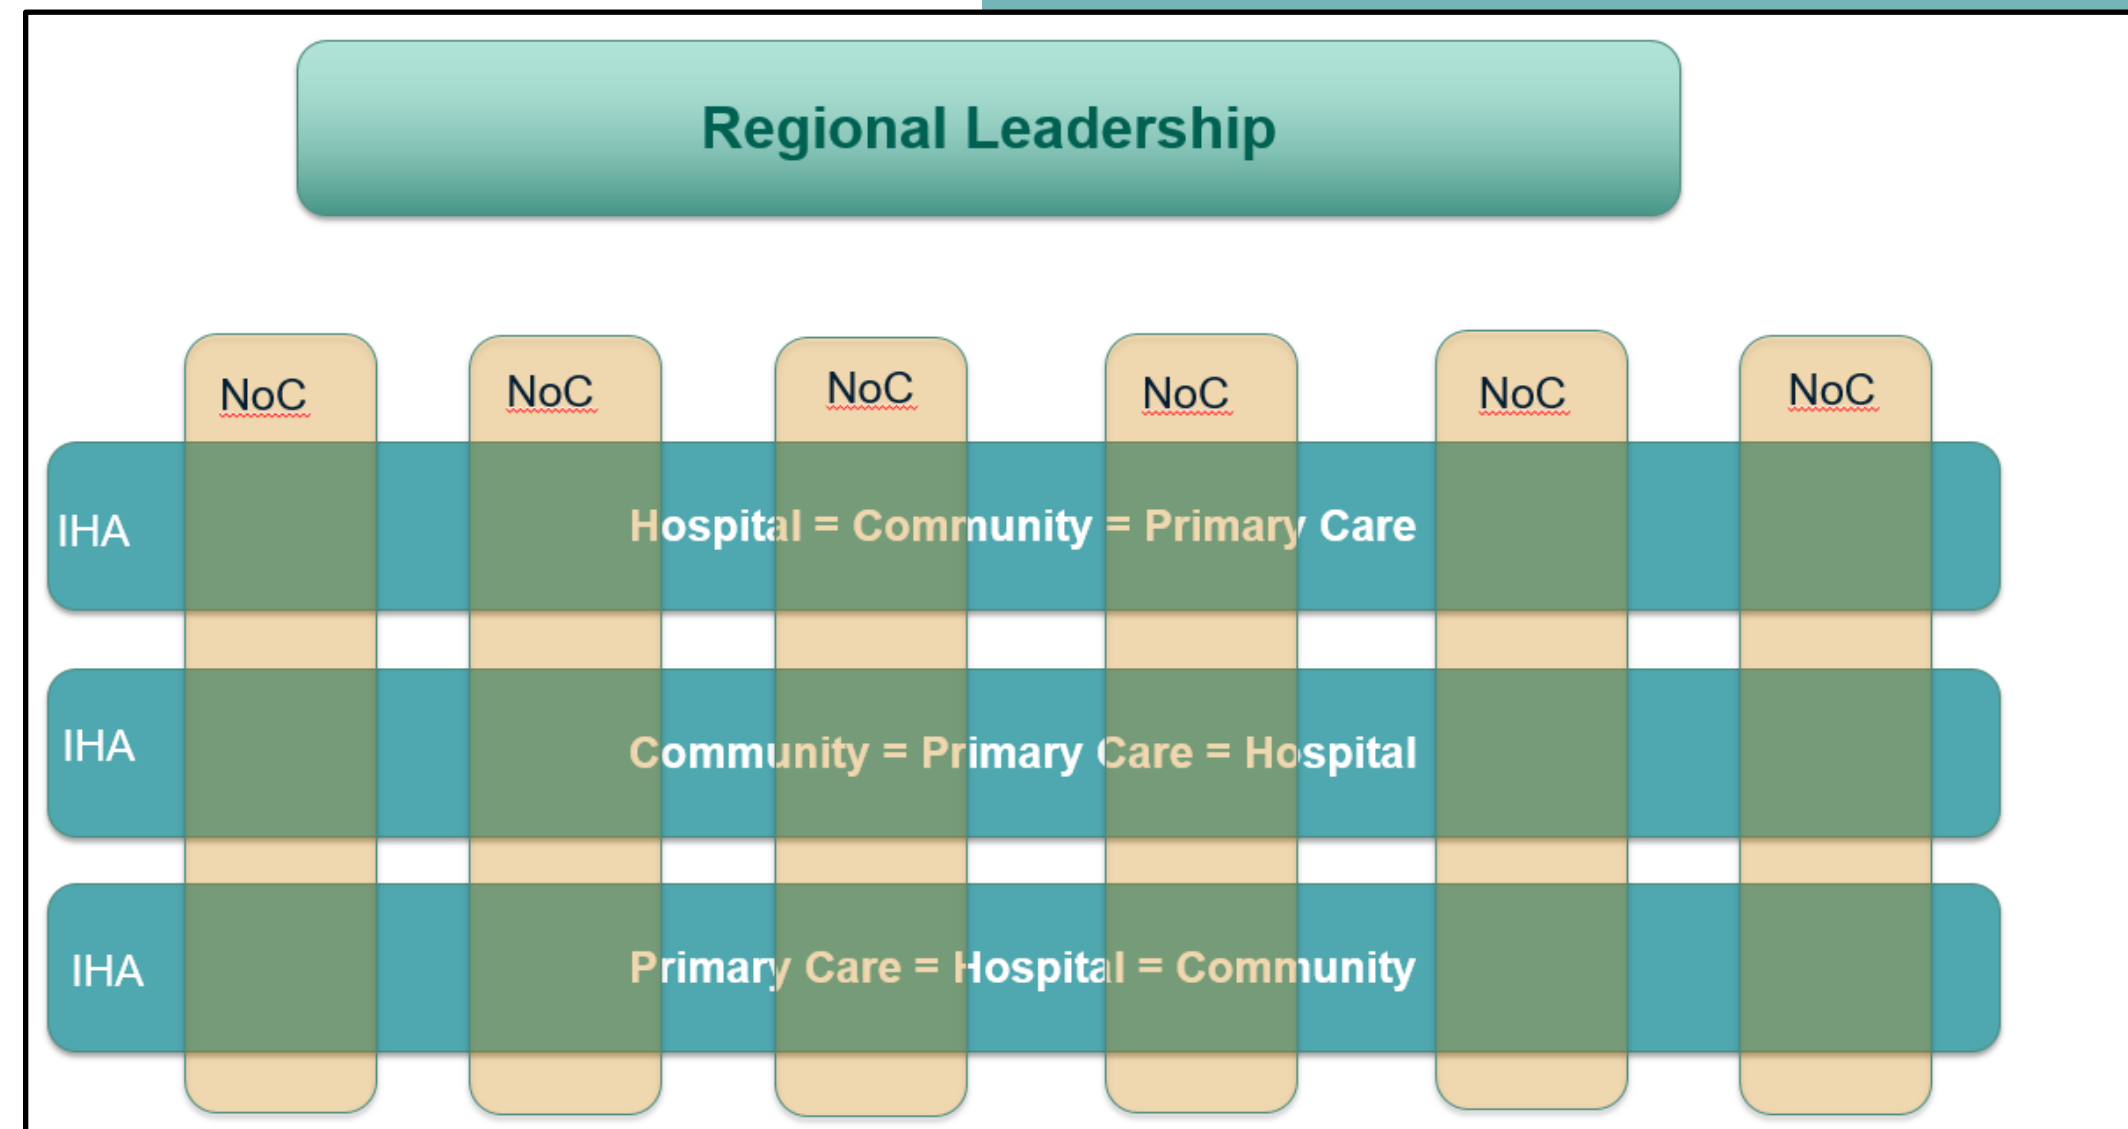 Regional Leadership
NoC NoC NoC NoC NoC NoC
IHA Hospital = Community = Primary Care
IHA Community = Primary Care = Hospital
IHA Primary Care = Hospital = Community